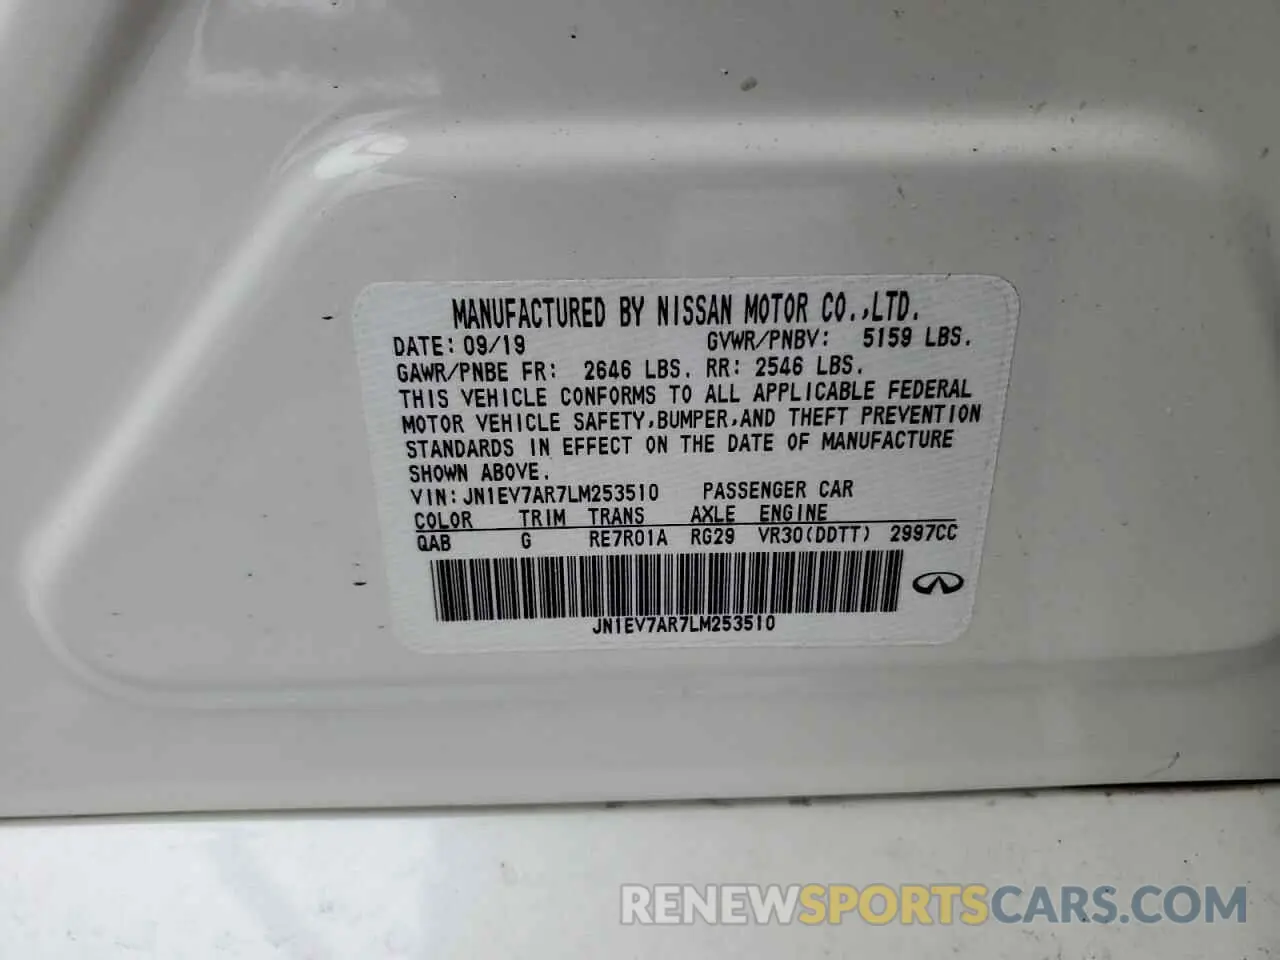 MANUFACTURED BY NISSAN MOTOR CO.,LTD.
DATE: 09/19 GVWR/PNBV: 5159 LBS.
GAWR/PNBE FR: 2646 LBS. RR: 2546 LBS.
THIS VEHICLE CONFORMS TO ALL APPLICABLE FEDERAL
MOTOR VEHICLE SAFETY,BUMPER,AND THEFT PREVENTION
STANDARDS IN EFFECT ON THE DATE OF MANUFACTURE
SHOWN ABOVE.
VIN: JN1EV7AR7LM253510 PASSENGER CAR
COLOR TRIM TRANS AXLE ENGINE
QAB G RE7R01A RG29 VR30(DDTT) 2997CC
JN1EV7AR7LM253510
RENEWSPORTSCARS.COM